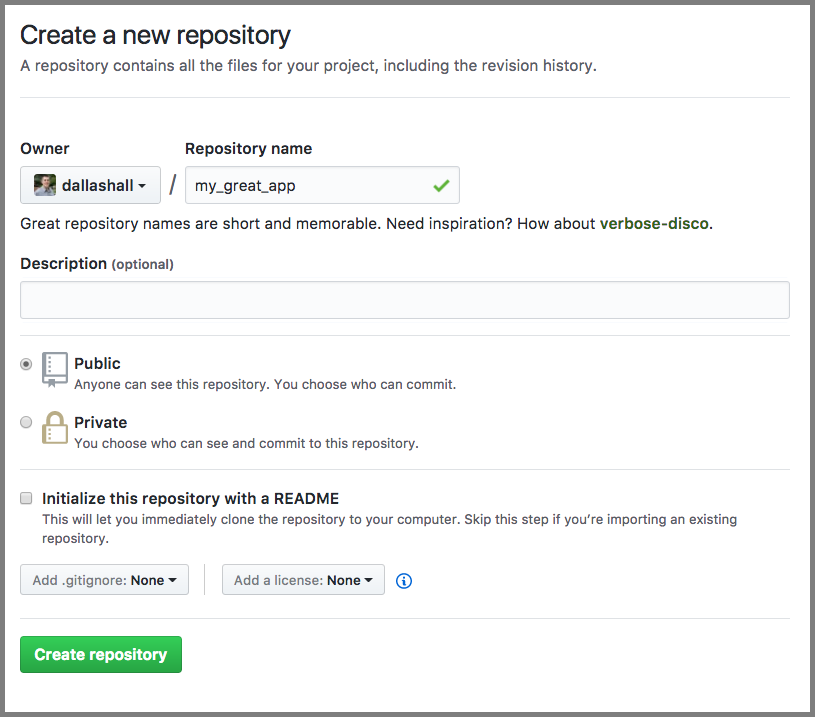 Create a new repository
A repository contains all the files for your project, including the revision history.
Owner
Repository name
dallashall / my_great_app
Great repository names are short and memorable. Need inspiration? How about verbose-disco.
Description (optional)
Public
Anyone can see this repository. You choose who can commit.
Private
You choose who can see and commit to this repository.
Initialize this repository with a README
This will let you immediately clone the repository to your computer. Skip this step if you’re importing an existing
repository.
Add .gitignore: None
Add a license: None
Create repository